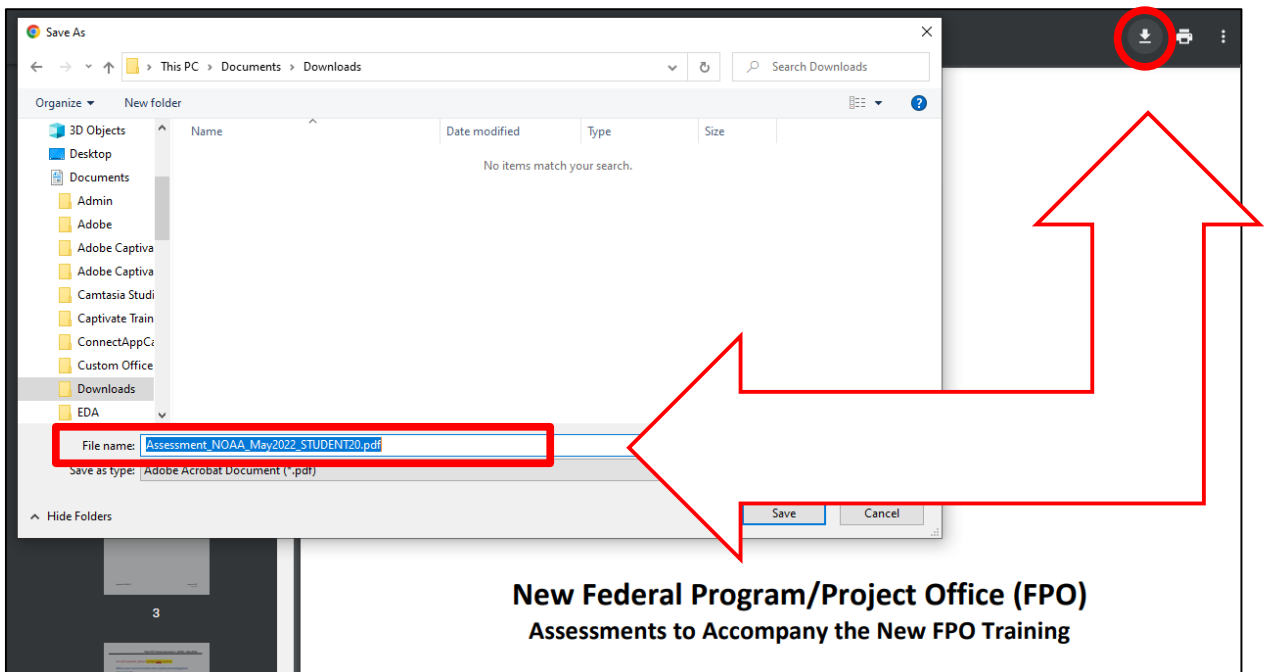 Save As
This PC > Documents > Downloads
Search Downloads
Organize
New folder
3D Objects
Desktop
Documents
Admin
Adobe
Adobe Captiva
Adobe Captiva
Camtasia Studi
Captivate Train
ConnectAppCa
Custom Office
Downloads
EDA
Name
Date modified
Type
Size
No items match your search.
File name: Assessment_NOAA_May2022_STUDENT20.pdf
Save as type: Adobe Acrobat Document (*.pdf)
Hide Folders
Save
Cancel
3
New Federal Program/Project Office (FPO)
Assessments to Accompany the New FPO Training